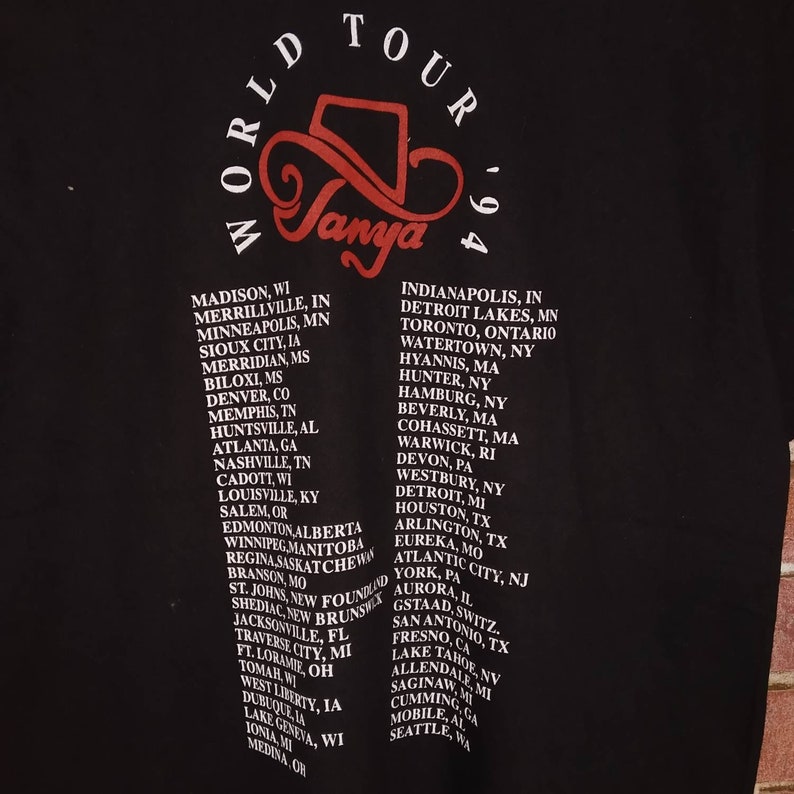 WORLD TOUR '94
Tanya
MADISON, WI
MERRILLVILLE, IN
MINNEAPOLIS, MN
SIOUX CITY, IA
MERRIDIAN, MS
BILOXI, MS
DENVER, CO
MEMPHIS, TN
HUNTSVILLE, AL
ATLANTA, GA
NASHVILLE, TN
CADOTT, WI
LOUISVILLE, KY
SALEM, OR
EDMONTON,ALBERTA
WINNIPEG,MANITOBA
REGINA,SASKATCHEWAN
BRANSON, MO
ST. JOHNS, NEW FOUNDLAND
SHEDIAC, NEW BRUNSWICK
JACKSONVILLE, FL
TRAVERSE CITY, MI
FT. LORAMIE, OH
TOMAH, WI
WEST LIBERTY, IA
DUBUQUE, IA
LAKE GENEVA, WI
IONIA, MI
MEDINA, OH
INDIANAPOLIS, IN
DETROIT LAKES, MN
TORONTO, ONTARIO
WATERTOWN, NY
HYANNIS, MA
HUNTER, NY
HAMBURG, NY
BEVERLY, MA
COHASSETT, MA
WARWICK, RI
DEVON, PA
WESTBURY, NY
DETROIT, MI
HOUSTON, TX
ARLINGTON, TX
EUREKA, MO
ATLANTIC CITY, NJ
YORK, PA
AURORA, IL
GSTAAD, SWITZ.
SAN ANTONIO, TX
FRESNO, CA
LAKE TAHOE, NV
ALLENDALE, MI
SAGINAW, MI
CUMMING, GA
MOBILE, AL
SEATTLE, WA